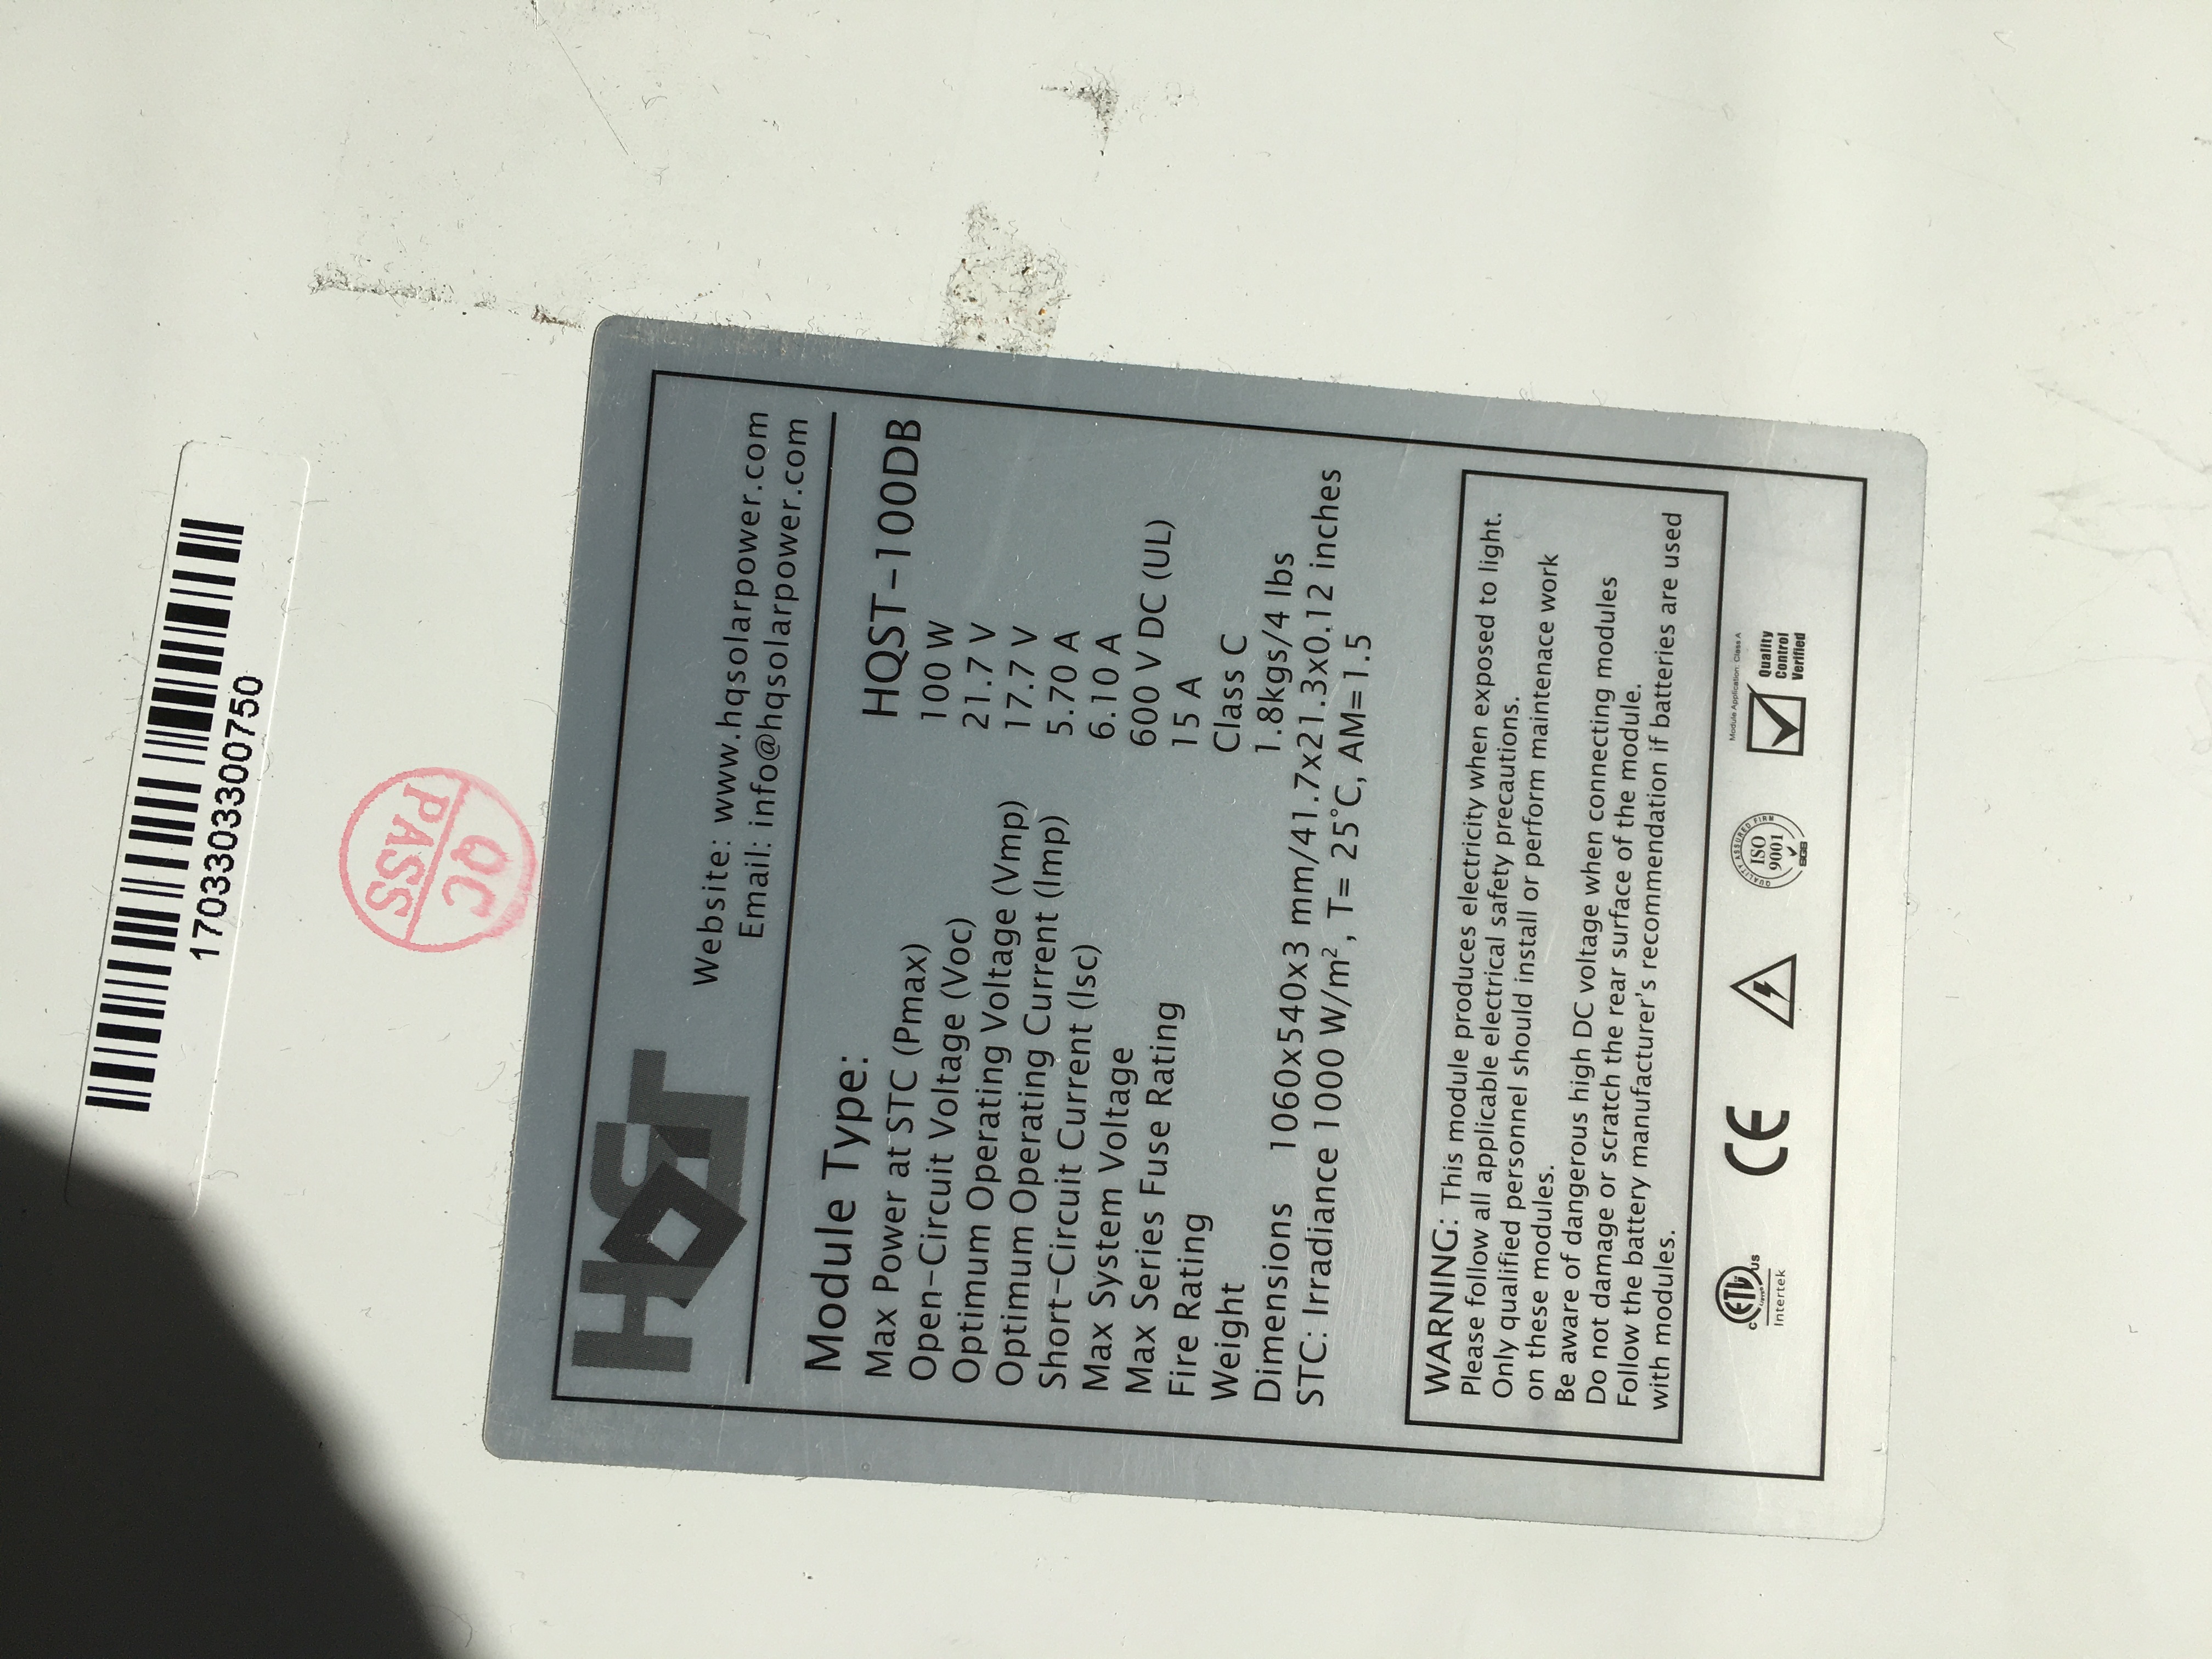 1703303300750
QC
PASS
HQST
Website: www.hqsolarpower.com
Email: info@hqsolarpower.com
Module Type: HQST-100DB
Max Power at STC (Pmax) 100 W
Open-Circuit Voltage (Voc) 21.7 V
Optimum Operating Voltage (Vmp) 17.7 V
Optimum Operating Current (Imp) 5.70 A
Short-Circuit Current (Isc) 6.10 A
Max System Voltage 600 V DC (UL)
Max Series Fuse Rating 15 A
Fire Rating Class C
Weight 1.8kgs/4 lbs
Dimensions 1060x540x3 mm/41.7x21.3x0.12 inches
STC: Irradiance 1000 W/m², T= 25°C, AM=1.5
WARNING: This module produces electricity when exposed to light.
Please follow all applicable electrical safety precautions.
Only qualified personnel should install or perform maintenace work
on these modules.
Be aware of dangerous high DC voltage when connecting modules
Do not damage or scratch the rear surface of the module.
Follow the battery manufacturer's recommendation if batteries are used
with modules.
C ETL US
LISTED
Intertek
CE
QUALITY ASSURED FIRM
ISO
9001
SGS
Module Application: Class A
Quality
Control
Verified